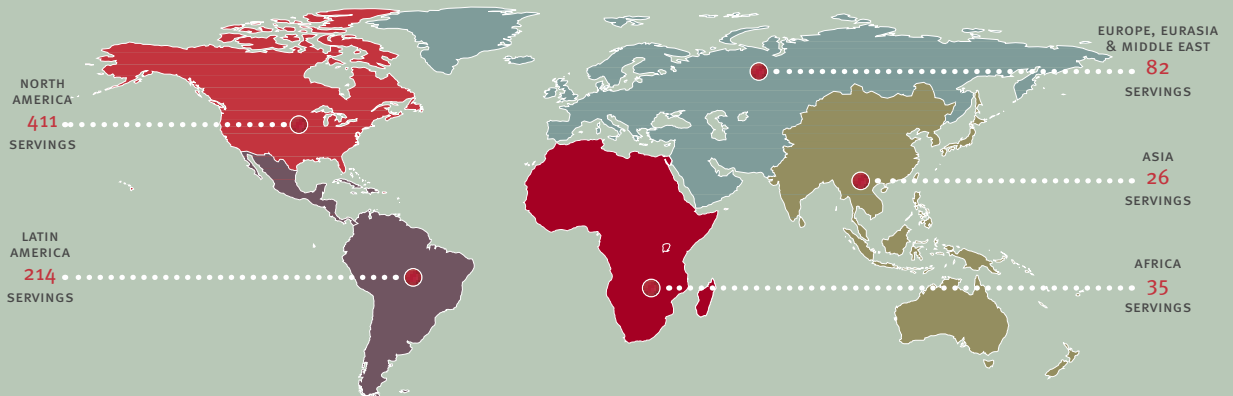 NORTH
AMERICA
411
SERVINGS
LATIN
AMERICA
214
SERVINGS
EUROPE, EURASIA
& MIDDLE EAST
82
SERVINGS
ASIA
26
SERVINGS
AFRICA
35
SERVINGS